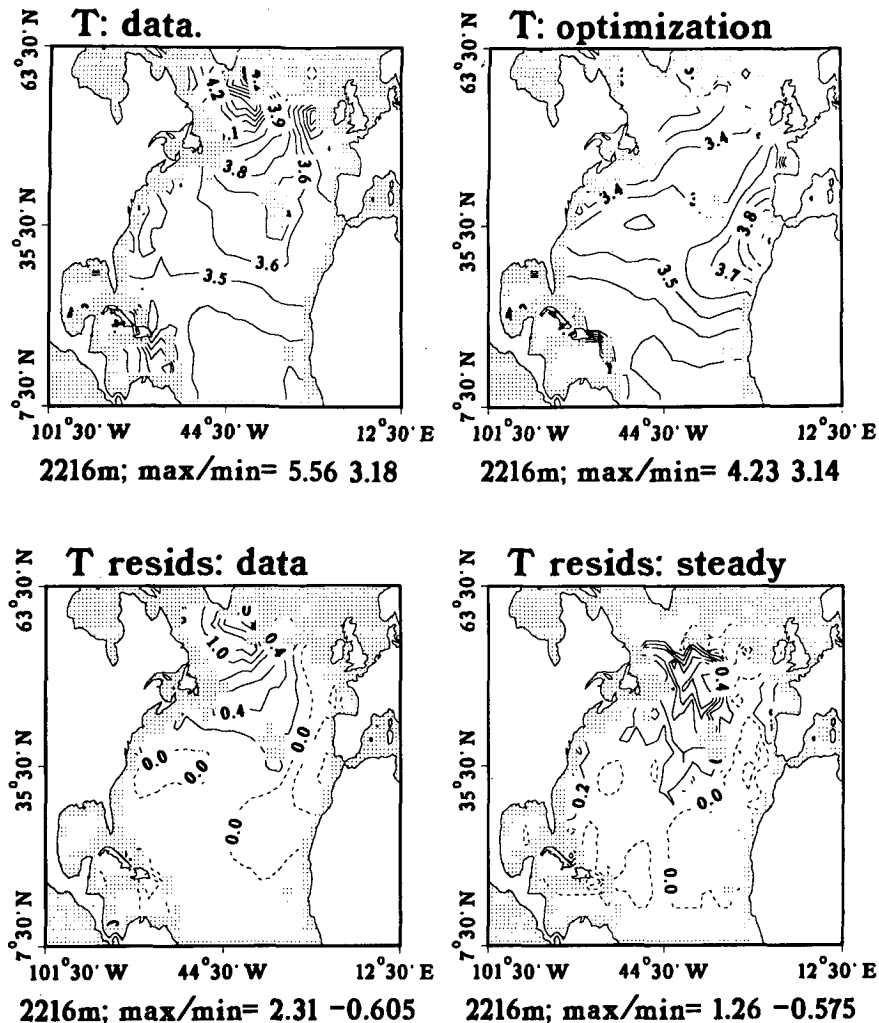 T: data.
63°30' N
35°30' N
7°30' N
4.2
3.9
.1
3.8
3.6
3.6
3.5
101°30' W 44°30' W 12°30' E
2216m; max/min= 5.56 3.18
T: optimization
63°30' N
35°30' N
7°30' N
3.4
3.4
3.8
3.7
3.5
101°30' W 44°30' W 12°30' E
2216m; max/min= 4.23 3.14
T resids: data
63°30' N
35°30' N
7°30' N
1.0
0.4
0.4
0.0
0.0
0.0
0.0
101°30' W 44°30' W 12°30' E
2216m; max/min= 2.31 -0.605
T resids: steady
63°30' N
35°30' N
7°30' N
0.4
0.2
0.0
0.0
101°30' W 44°30' W 12°30' E
2216m; max/min= 1.26 -0.575